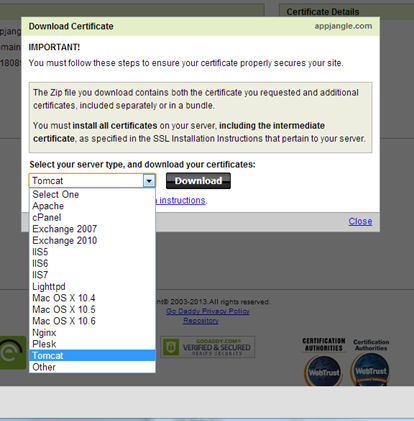 Certificate Details
Download Certificate
appjangle.com
IMPORTANT!
You must follow these steps to ensure your certificate properly secures your site.
The Zip file you download contains both the certificate you requested and additional
certificates, included separately or in a bundle.
You must install all certificates on your server, including the intermediate
certificate, as specified in the SSL Installation Instructions that pertain to your server.
Select your server type, and download your certificates:
Tomcat
Download
Select One
Apache
cPanel
Exchange 2007
Exchange 2010
IIS5
IIS6
IIS7
Lighttpd
Mac OS X 10.4
Mac OS X 10.5
Mac OS X 10.6
Nginx
Plesk
Tomcat
Other
instructions.
Close
ght© 2003-2013. All rights reserved.
Go Daddy Privacy Policy
Repository
GODADDY.COM
VERIFIED & SECURED
VERIFY SECURITY
CERTIFICATION
AUTHORITIES
WebTrust
Certification
Authorities
WebTrust